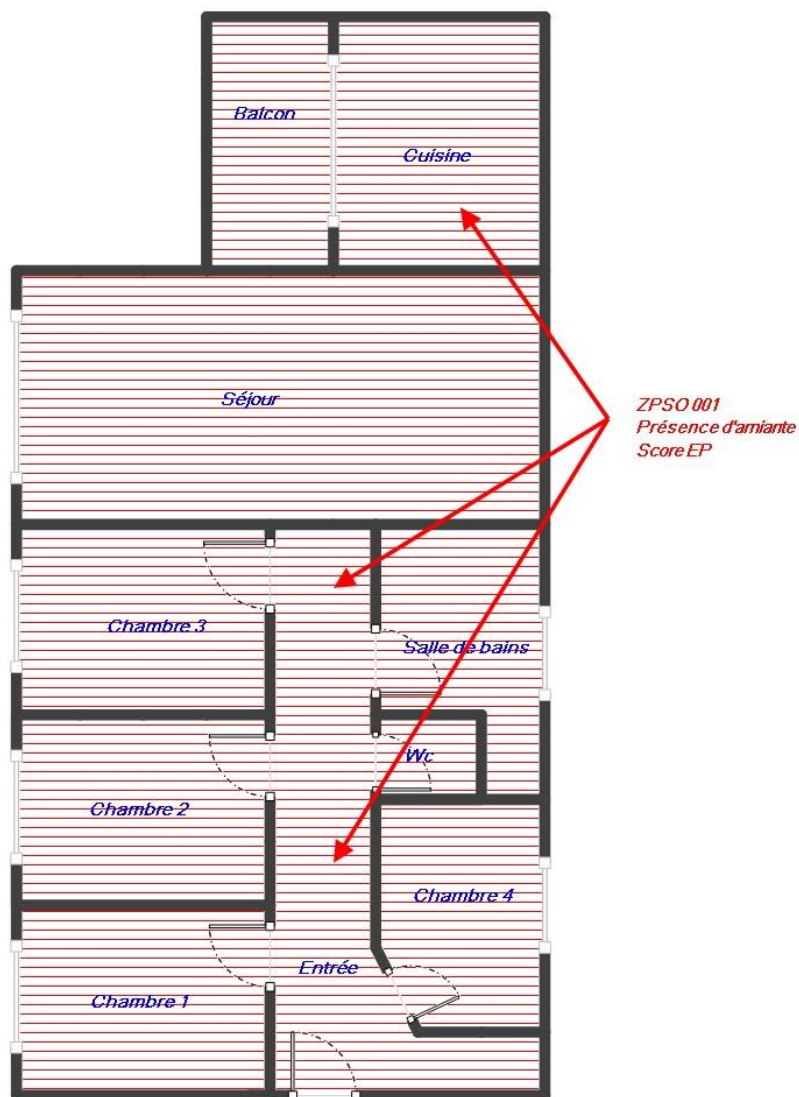 Balcon
Cuisine
Séjour
ZPSO 001
Présence d'amiante
Score EP
Chambre 3
Salle de bains
Wc
Chambre 2
Chambre 4
Entrée
Chambre 1